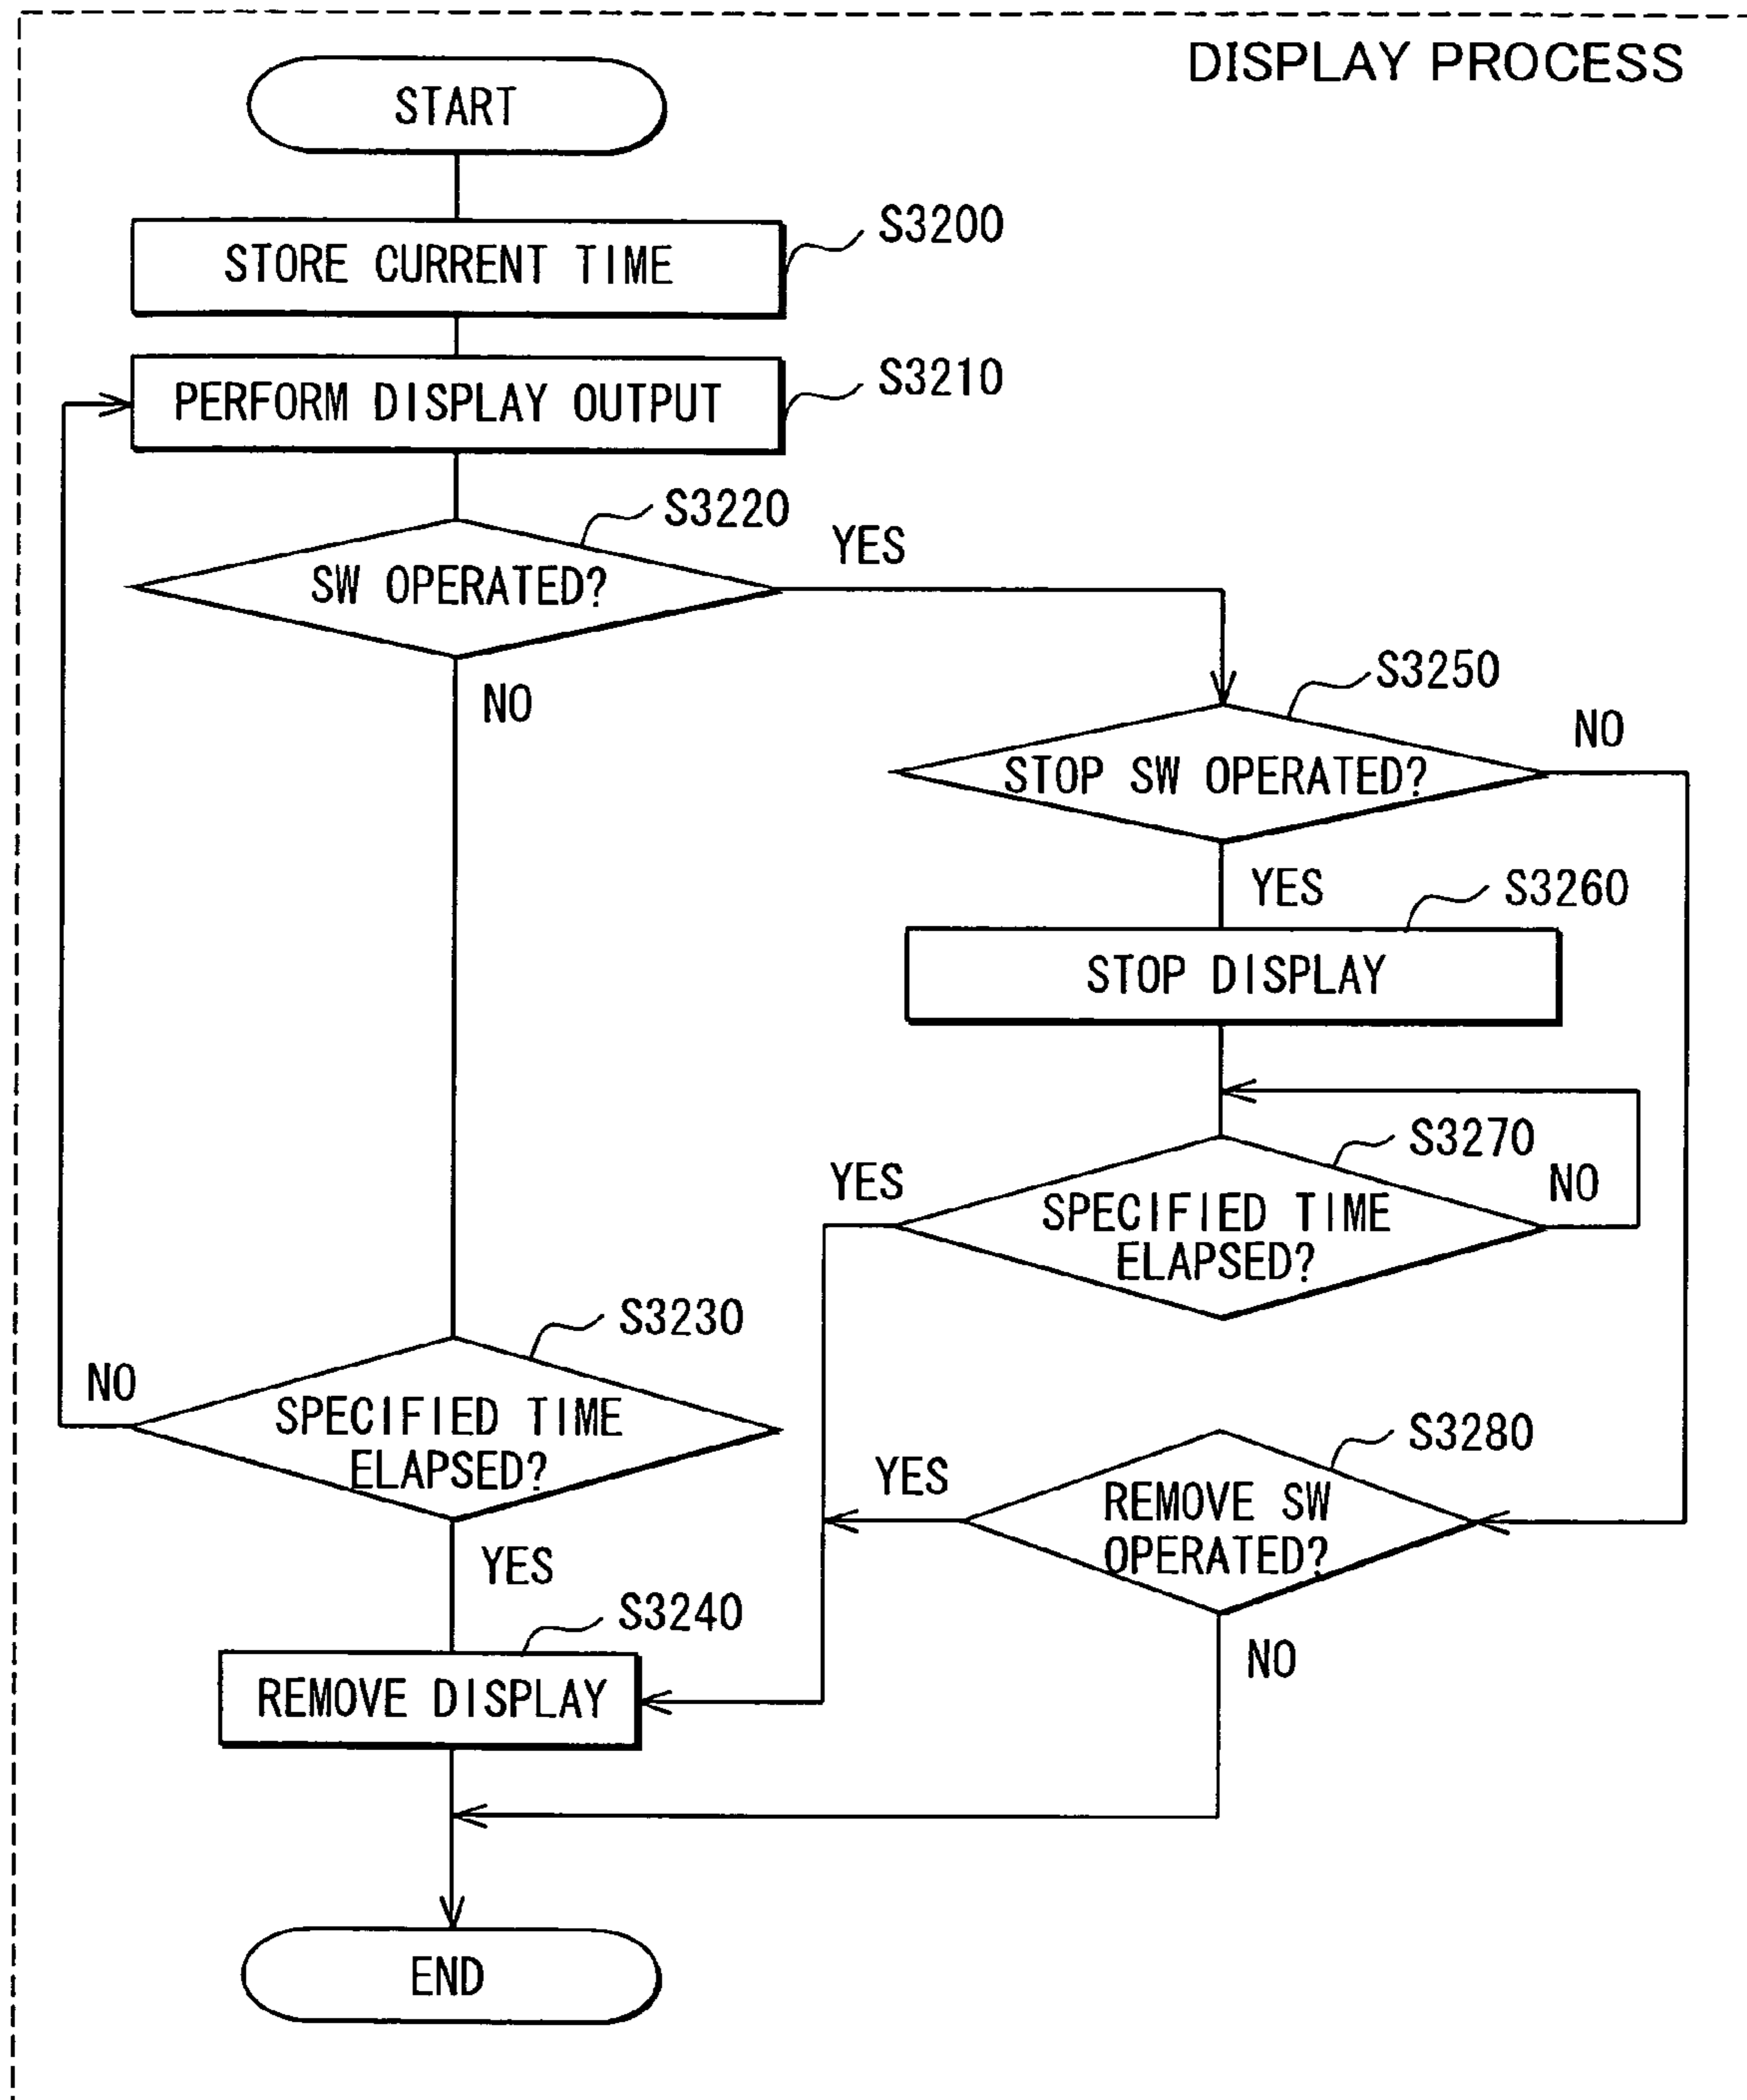 DISPLAY PROCESS
START
STORE CURRENT TIME
S3200
PERFORM DISPLAY OUTPUT
S3210
SW OPERATED?
S3220
YES
NO
STOP SW OPERATED?
S3250
NO
YES
STOP DISPLAY
S3260
SPECIFIED TIME
ELAPSED?
S3270
YES
NO
SPECIFIED TIME
ELAPSED?
S3230
NO
YES
REMOVE SW
OPERATED?
S3280
YES
NO
REMOVE DISPLAY
S3240
END